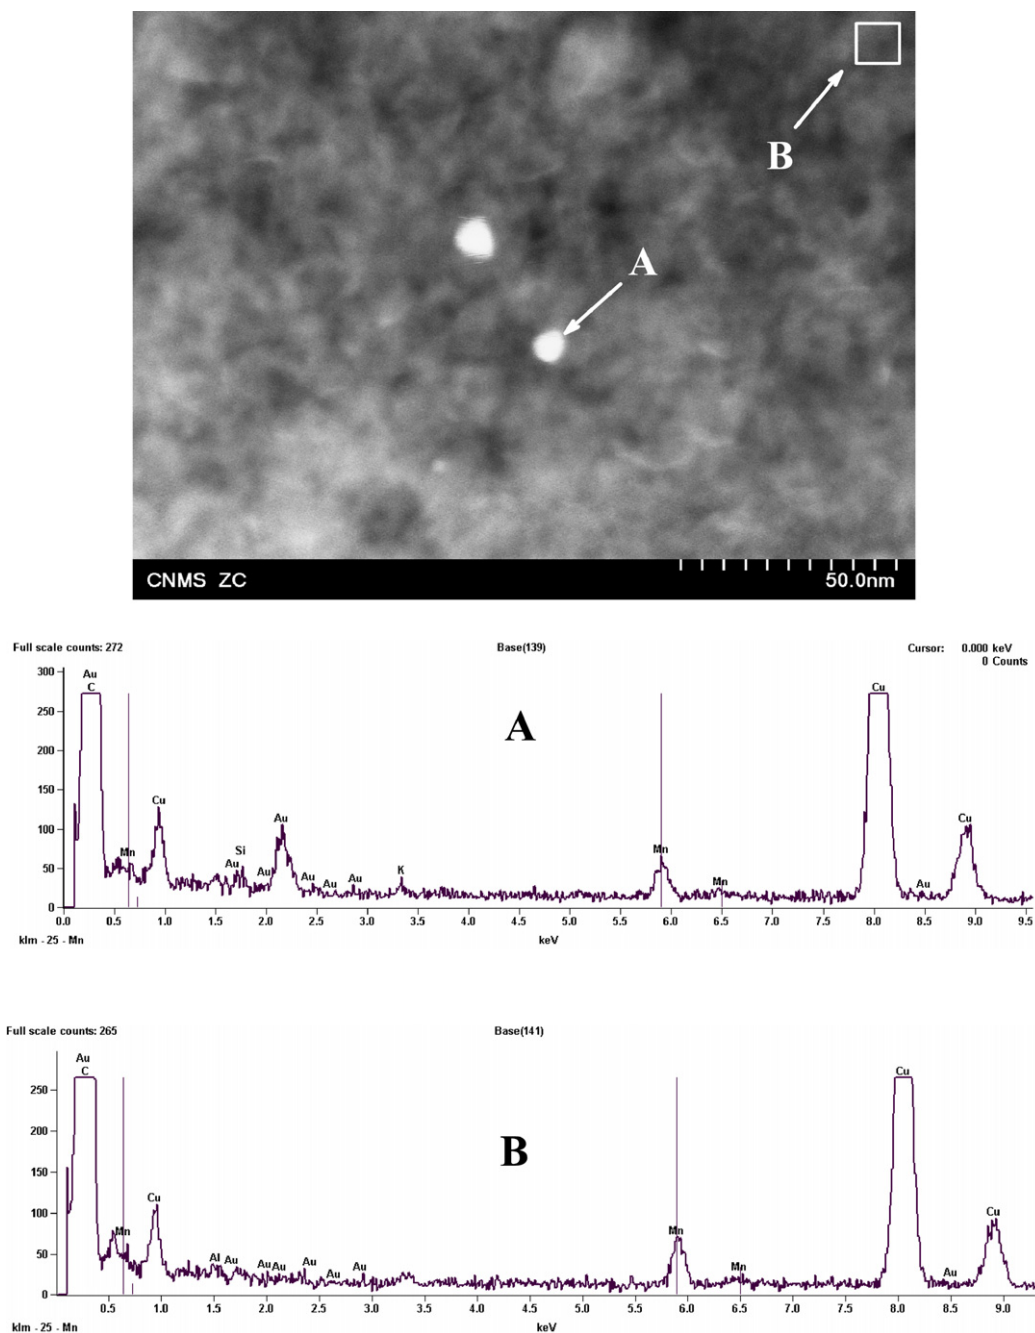 B
A
CNMS ZC 50.0nm
Full scale counts: 272 Base(139) Cursor: 0.000 keV
0 Counts
300
250
200
150
100
50
0
Au
C
Mn
Cu
Au
Si
Au
Au
Au
Au
Au
K
A
Mn
Mn
Cu
Au
Cu
0.0 0.5 1.0 1.5 2.0 2.5 3.0 3.5 4.0 4.5 5.0 5.5 6.0 6.5 7.0 7.5 8.0 8.5 9.0 9.5
klm - 25 - Mn keV
Full scale counts: 265 Base(141)
250
200
150
100
50
0
Au
C
Mn
Cu
Al
Au
Au
Au
Au
Au
Au
B
Mn
Mn
Cu
Au
Cu
0.5 1.0 1.5 2.0 2.5 3.0 3.5 4.0 4.5 5.0 5.5 6.0 6.5 7.0 7.5 8.0 8.5 9.0
klm - 25 - Mn keV